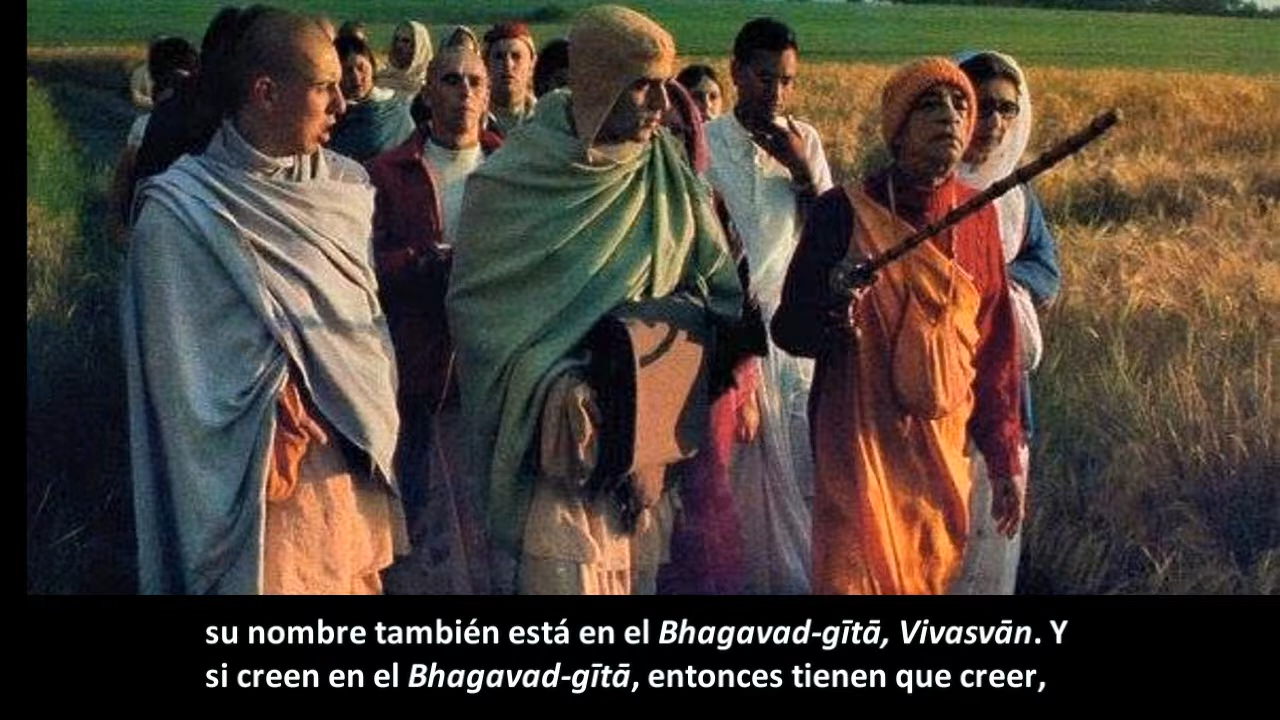 su nombre también está en el Bhagavad-gītā, Vivasvān. Y
si creen en el Bhagavad-gītā, entonces tienen que creer,